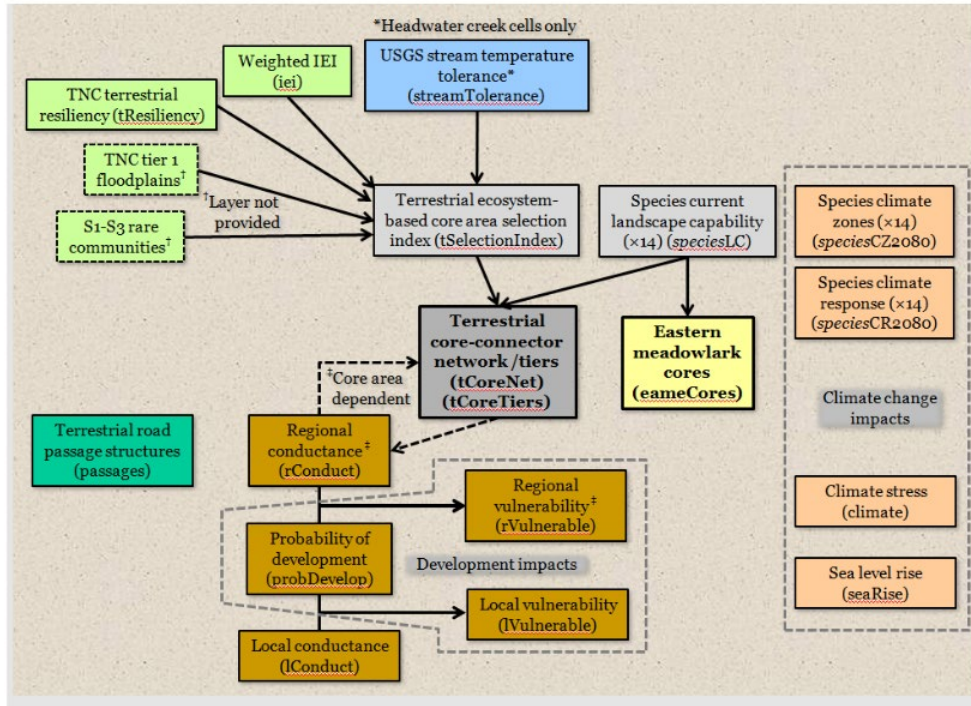 *Headwater creek cells only
Weighted IEI
(iei)
USGS stream temperature
tolerance*
(streamTolerance)
TNC terrestrial
resiliency (tResiliency)
TNC tier 1
floodplains†
†Layer not
provided
S1-S3 rare
communities†
Terrestrial ecosystem-
based core area selection
index (tSelectionIndex)
Species current
landscape capability
(×14) (speciesLC)
Species climate
zones (×14)
(speciesCZ2080)
Species climate
response (×14)
(speciesCR2080)
Terrestrial
core-connector
network /tiers
(tCoreNet)
(tCoreTiers)
Eastern
meadowlark
cores
(eameCores)
‡Core area
dependent
Climate change
impacts
Terrestrial road
passage structures
(passages)
Regional
conductance‡
(rConduct)
Regional
vulnerability‡
(rVulnerable)
Climate stress
(climate)
Probability of
development
(probDevelop)
Development impacts
Sea level rise
(seaRise)
Local vulnerability
(lVulnerable)
Local conductance
(lConduct)